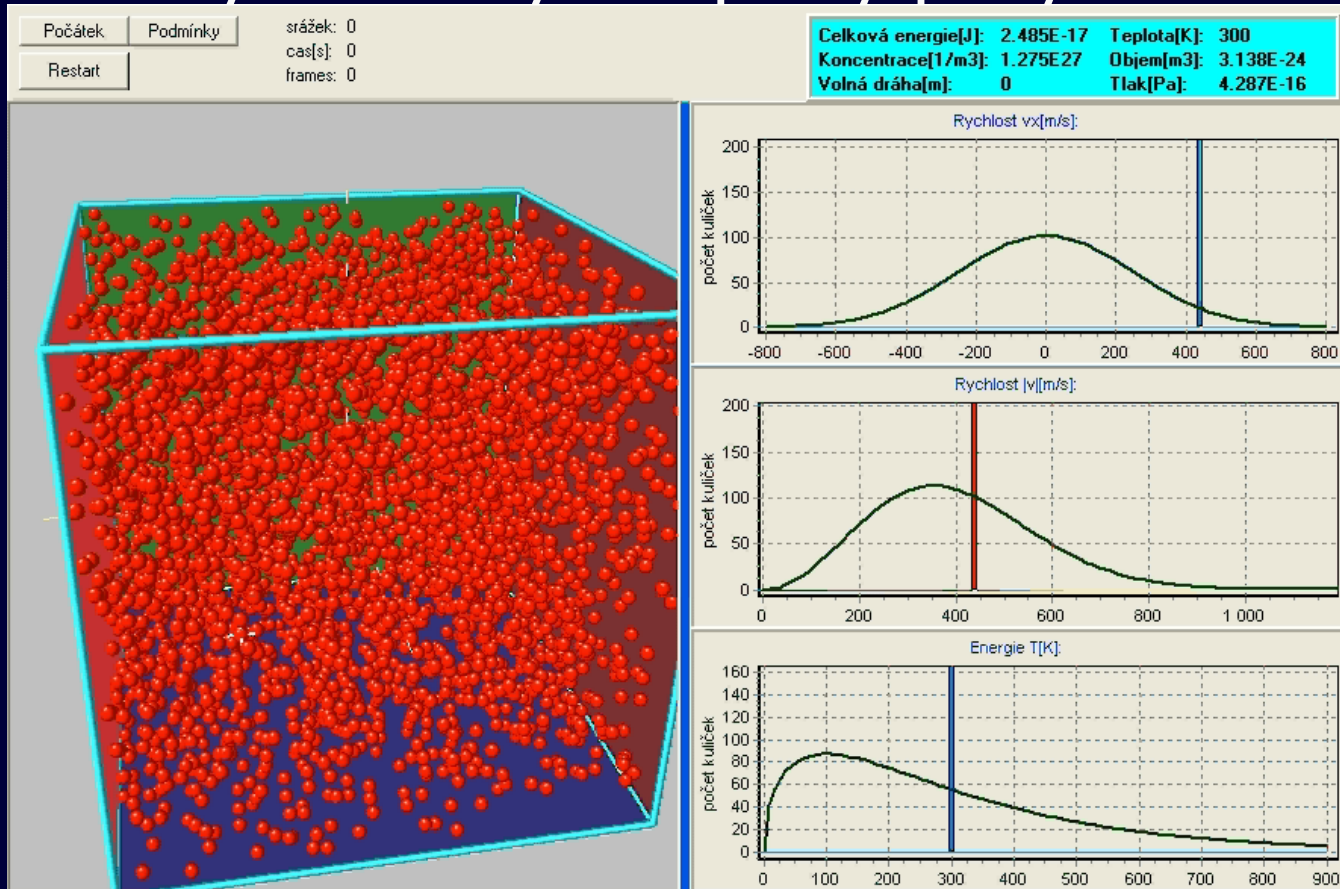 Počátek Podmínky
Restart
srážek: 0
cas[s]: 0
frames: 0
Celková energie[J]: 2.485E-17 Teplota[K]: 300
Koncentrace[1/m3]: 1.275E27 Objem[m3]: 3.138E-24
Volná dráha[m]: 0 Tlak[Pa]: 4.287E-16
Rychlost vx[m/s]:
počet kuliček
200
150
100
50
0
-800 -600 -400 -200 0 200 400 600 800
Rychlost |v|[m/s]:
počet kuliček
200
150
100
50
0
0 200 400 600 800 1 000
Energie T[K]:
počet kuliček
160
140
120
100
80
60
40
20
0
0 100 200 300 400 500 600 700 800 900